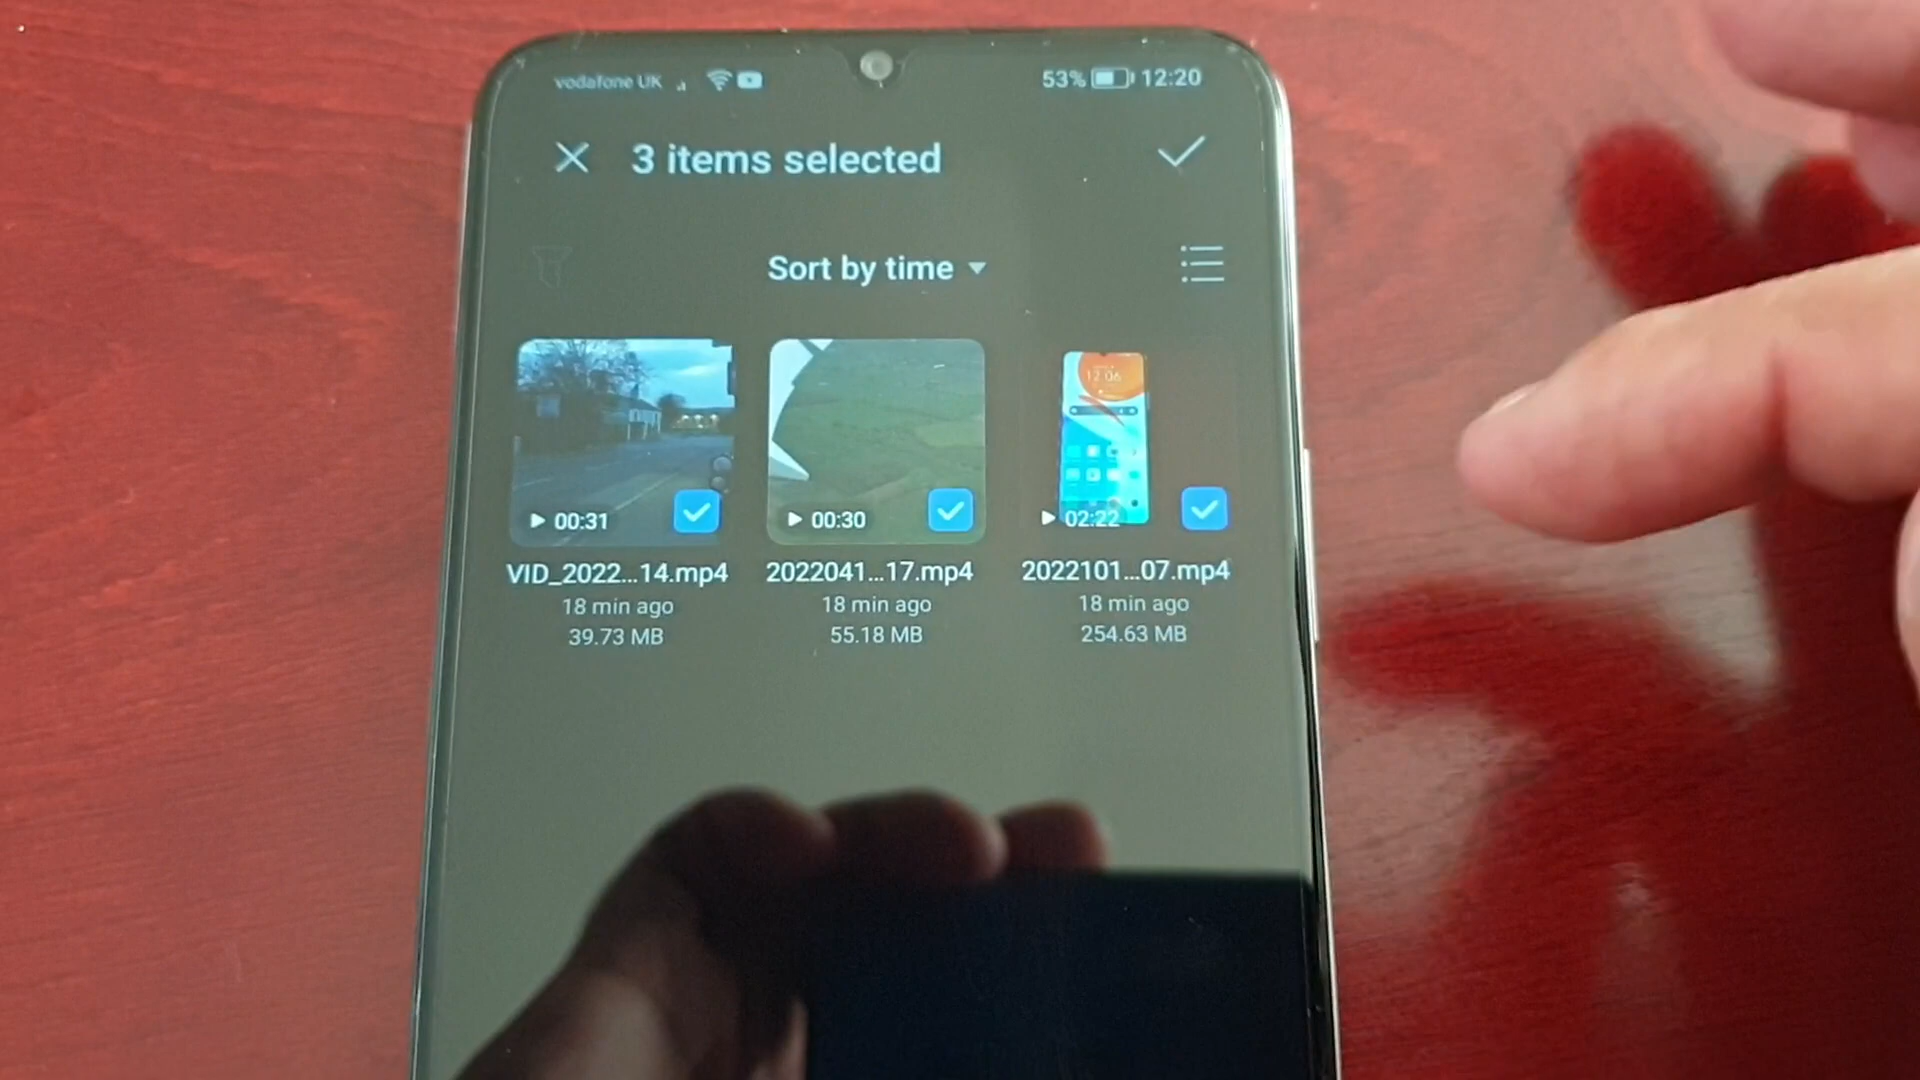 vodafone UK 53% 12:20
3 items selected
Sort by time
12:06
00:31 00:30 02:22
VID_2022...14.mp4 2022041...17.mp4 2022101...07.mp4
18 min ago 18 min ago 18 min ago
39.73 MB 55.18 MB 254.63 MB